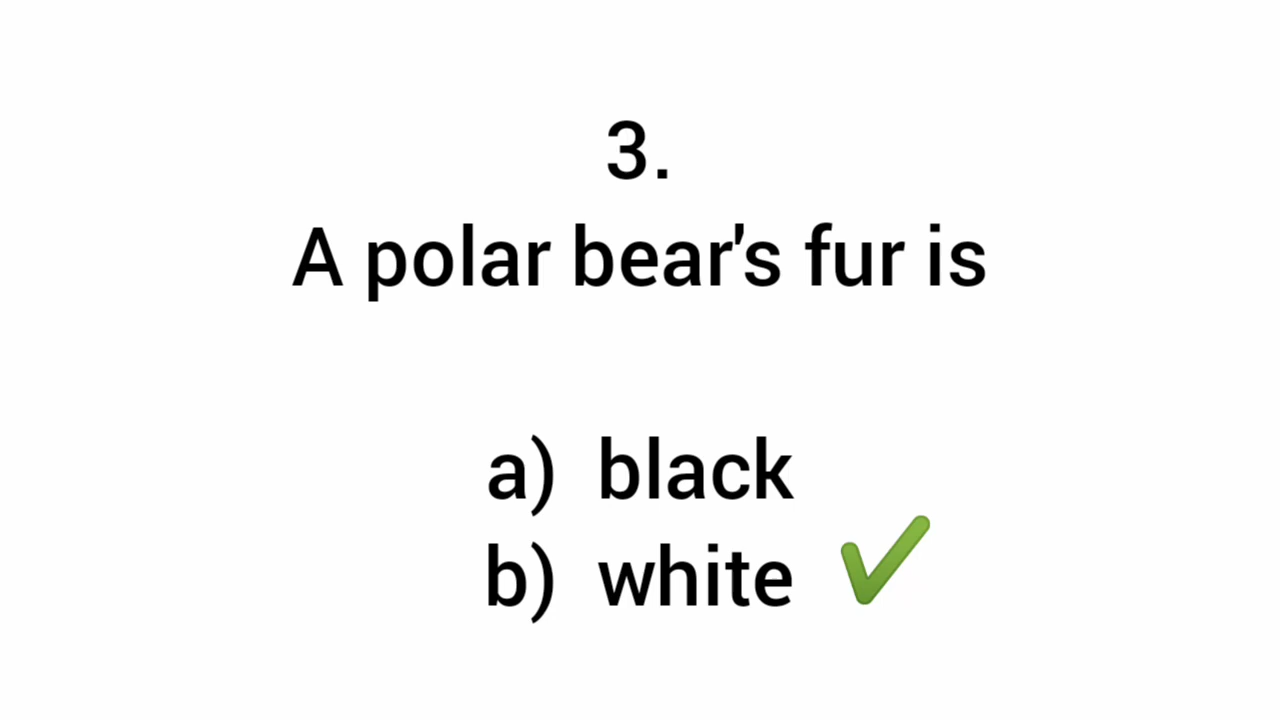 3.
A polar bear's fur is
a) black
b) white ✔